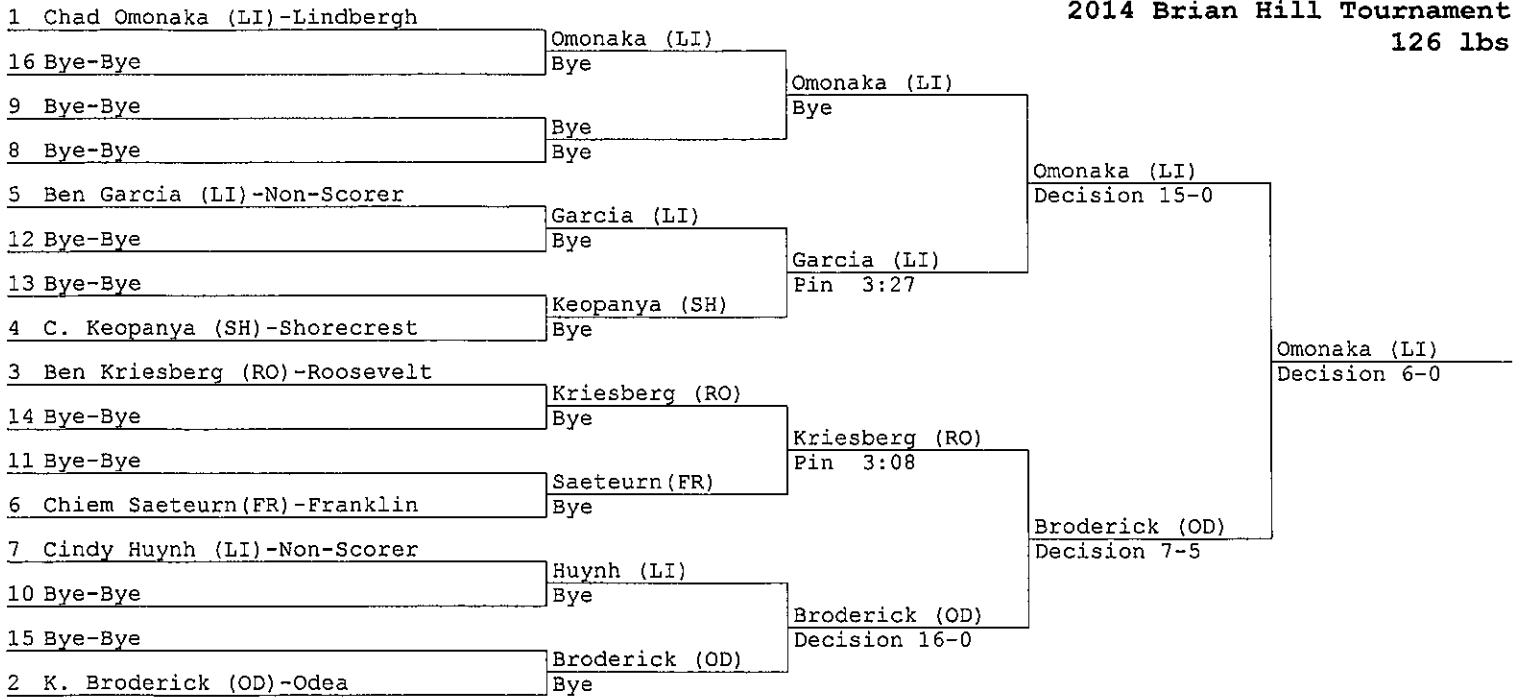 2014 Brian Hill Tournament
126 lbs
1 Chad Omonaka (LI)-Lindbergh
16 Bye-Bye
9 Bye-Bye
8 Bye-Bye
5 Ben Garcia (LI)-Non-Scorer
12 Bye-Bye
13 Bye-Bye
4 C. Keopanya (SH)-Shorecrest
3 Ben Kriesberg (RO)-Roosevelt
14 Bye-Bye
11 Bye-Bye
6 Chiem Saeteurn(FR)-Franklin
7 Cindy Huynh (LI)-Non-Scorer
10 Bye-Bye
15 Bye-Bye
2 K. Broderick (OD)-Odea
Omonaka (LI)
Bye
Bye
Bye
Garcia (LI)
Bye
Keopanya (SH)
Bye
Kriesberg (RO)
Bye
Saeteurn(FR)
Bye
Huynh (LI)
Bye
Broderick (OD)
Bye
Omonaka (LI)
Bye
Garcia (LI)
Pin 3:27
Kriesberg (RO)
Pin 3:08
Broderick (OD)
Decision 16-0
Omonaka (LI)
Decision 15-0
Broderick (OD)
Decision 7-5
Omonaka (LI)
Decision 6-0